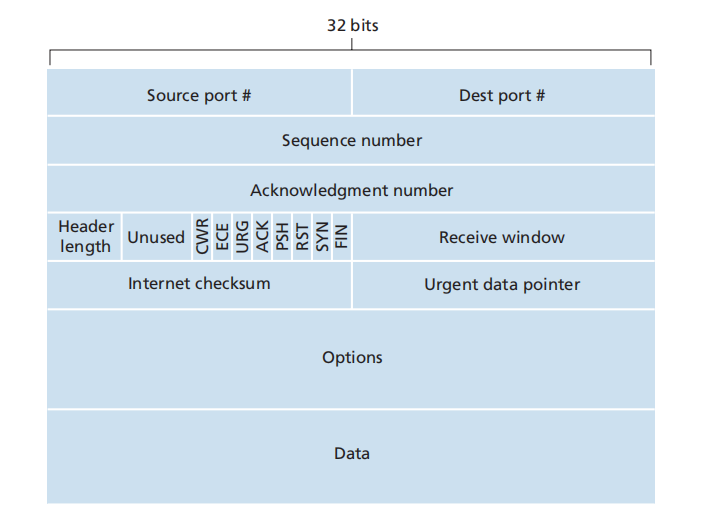 32 bits
Source port #
Dest port #
Sequence number
Acknowledgment number
Header
length
Unused
CWR
ECE
URG
ACK
PSH
RST
SYN
FIN
Receive window
Internet checksum
Urgent data pointer
Options
Data